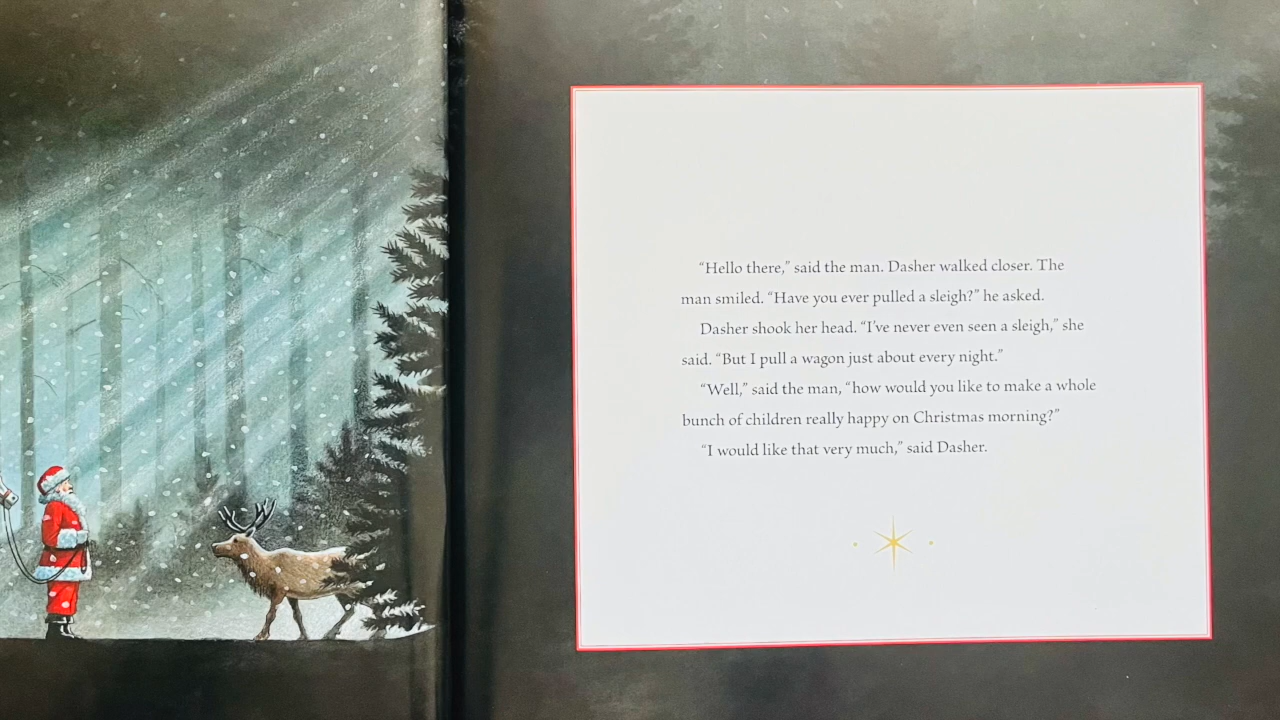 “Hello there,” said the man. Dasher walked closer. The
man smiled. “Have you ever pulled a sleigh?” he asked.
Dasher shook her head. “I’ve never even seen a sleigh,” she
said. “But I pull a wagon just about every night.”
“Well,” said the man, “how would you like to make a whole
bunch of children really happy on Christmas morning?”
“I would like that very much,” said Dasher.